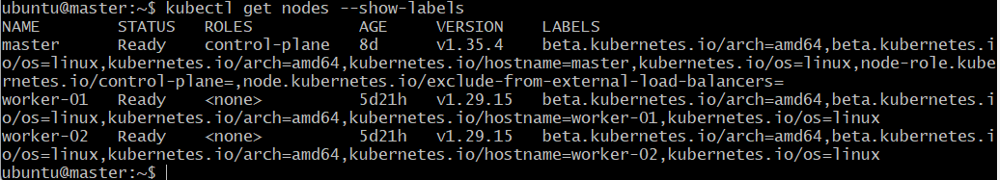 ubuntu@master:~$ kubectl get nodes --show-labels
NAME        STATUS   ROLES           AGE     VERSION    LABELS
master      Ready    control-plane   8d      v1.35.4    beta.kubernetes.io/arch=amd64,beta.kubernetes.i
o/os=linux,kubernetes.io/arch=amd64,kubernetes.io/hostname=master,kubernetes.io/os=linux,node-role.kube
rnetes.io/control-plane=,node.kubernetes.io/exclude-from-external-load-balancers=
worker-01   Ready    <none>          5d21h   v1.29.15   beta.kubernetes.io/arch=amd64,beta.kubernetes.i
o/os=linux,kubernetes.io/arch=amd64,kubernetes.io/hostname=worker-01,kubernetes.io/os=linux
worker-02   Ready    <none>          5d21h   v1.29.15   beta.kubernetes.io/arch=amd64,beta.kubernetes.i
o/os=linux,kubernetes.io/arch=amd64,kubernetes.io/hostname=worker-02,kubernetes.io/os=linux
ubuntu@master:~$